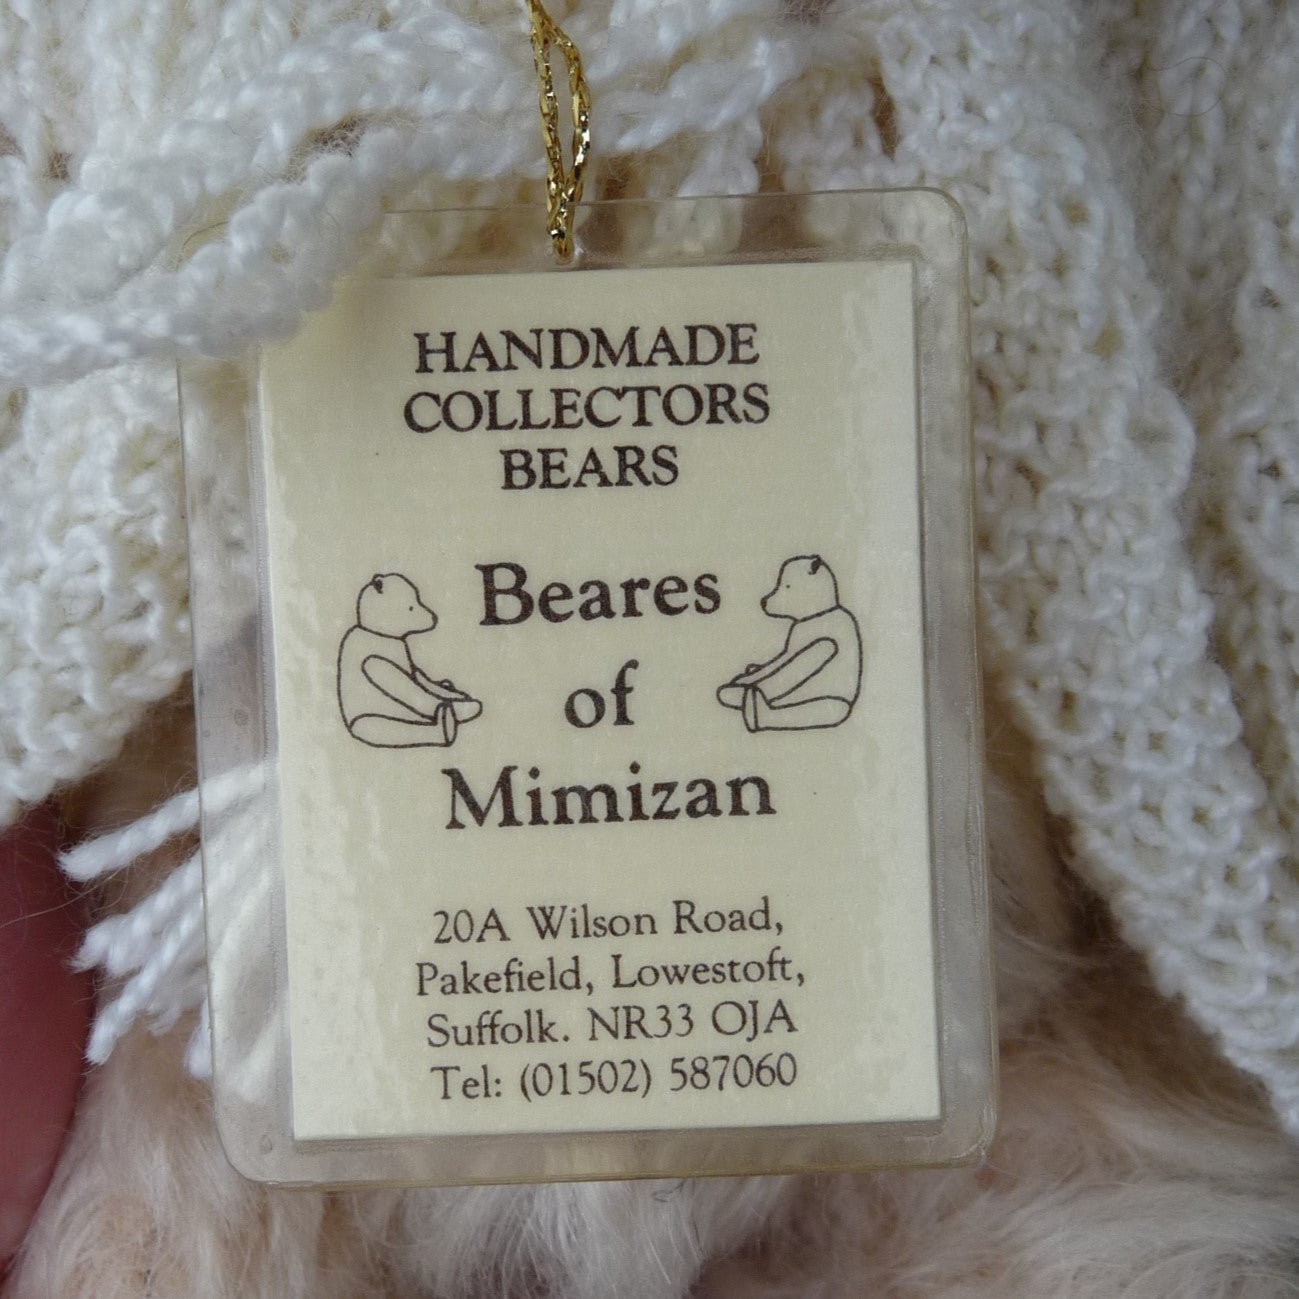 HANDMADE
COLLECTORS
BEARS
Beares
of
Mimizan
20A Wilson Road,
Pakefield, Lowestoft,
Suffolk. NR33 OJA
Tel: (01502) 587060